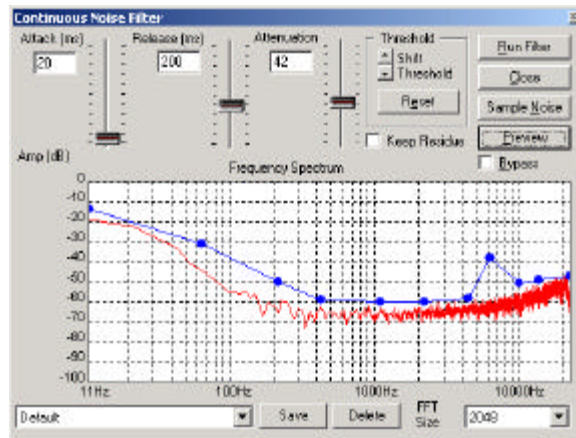 Continuous Noise Filter
Attack (ms)
20
Release (ms)
200
Attenuation
42
Threshold
Shift
Threshold
Reset
Keep Residue
Run Filter
Close
Sample Noise
Preview
Bypass
Amp (dB)
Frequency Spectrum
0
-10
-20
-30
-40
-50
-60
-70
-80
-90
-100
11Hz
100Hz
1000Hz
10000Hz
Default
Save
Delete
FFT
Size
2048